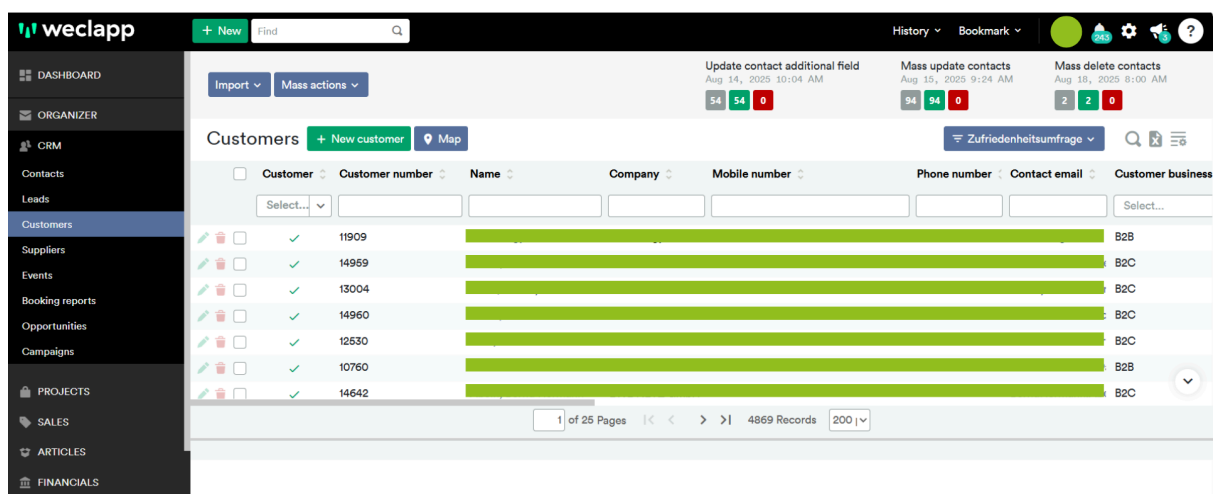 weclapp
+ New Find History Bookmark 243 3 ?
DASHBOARD
ORGANIZER
CRM
Contacts
Leads
Customers
Suppliers
Events
Booking reports
Opportunities
Campaigns
PROJECTS
SALES
ARTICLES
FINANCIALS
Import Mass actions
Update contact additional field
Aug 14, 2025 10:04 AM
54 54 0
Mass update contacts
Aug 15, 2025 9:24 AM
94 94 0
Mass delete contacts
Aug 18, 2025 8:00 AM
2 2 0
Customers + New customer Map Zufriedenheitsumfrage
Customer Customer number Name Company Mobile number Phone number Contact email Customer business
Select... Select...
11909 B2B
14959 B2C
13004 B2C
14960 B2C
12530 B2C
10760 B2B
14642 B2C
1 of 25 Pages 4869 Records 200